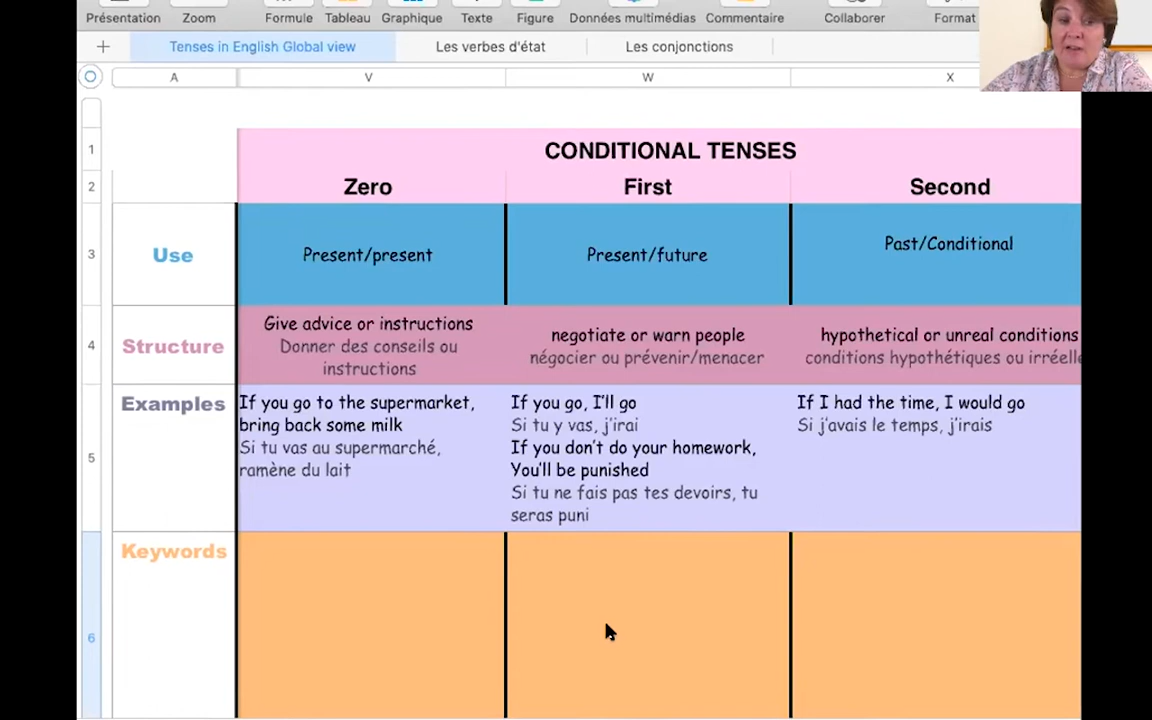 Présentation Zoom Formule Tableau Graphique Texte Figure Données multimédias Commentaire Collaborer Format
Tenses in English Global view Les verbes d'état Les conjonctions
A V W X
1 CONDITIONAL TENSES
2 Zero First Second
3 Use Present/present Present/future Past/Conditional
4 Structure
Give advice or instructions
Donner des conseils ou
instructions
negotiate or warn people
négocier ou prévenir/menacer
hypothetical or unreal conditions
conditions hypothétiques ou irréelle
5 Examples
If you go to the supermarket,
bring back some milk
Si tu vas au supermarché,
ramène du lait
If you go, I'll go
Si tu y vas, j'irai
If you don't do your homework,
You'll be punished
Si tu ne fais pas tes devoirs, tu
seras puni
If I had the time, I would go
Si j'avais le temps, j'irais
6 Keywords